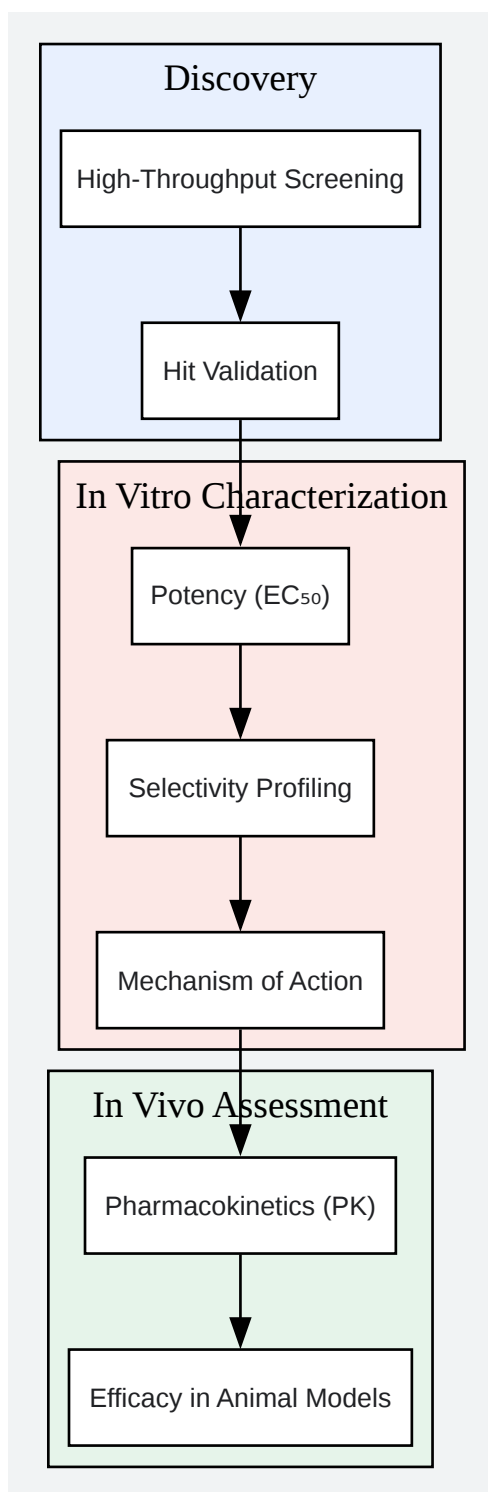 Discovery
High-Throughput Screening
Hit Validation
In Vitro Characterization
Potency (EC₅₀)
Selectivity Profiling
Mechanism of Action
In Vivo Assessment
Pharmacokinetics (PK)
Efficacy in Animal Models